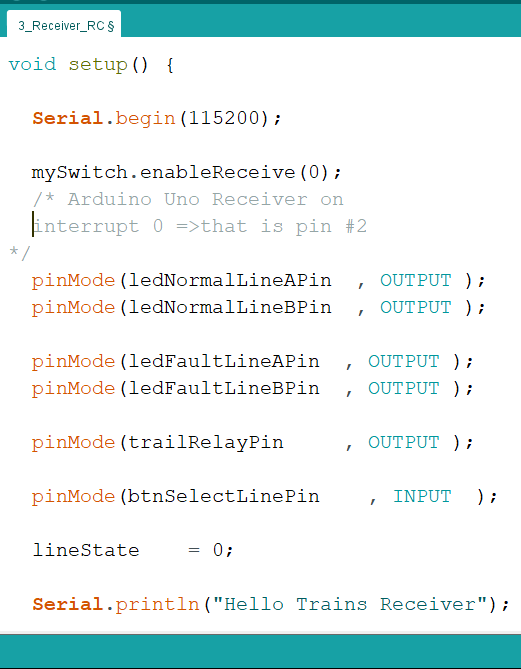 3_Receiver_RC §
void setup() {
Serial.begin(115200);
mySwitch.enableReceive(0);
/* Arduino Uno Receiver on
interrupt 0 =>that is pin #2
*/
pinMode(ledNormalLineAPin  , OUTPUT );
pinMode(ledNormalLineBPin  , OUTPUT );
pinMode(ledFaultLineAPin  , OUTPUT );
pinMode(ledFaultLineBPin  , OUTPUT );
pinMode(trailRelayPin     , OUTPUT );
pinMode(btnSelectLinePin    , INPUT  );
lineState    = 0;
Serial.println("Hello Trains Receiver");